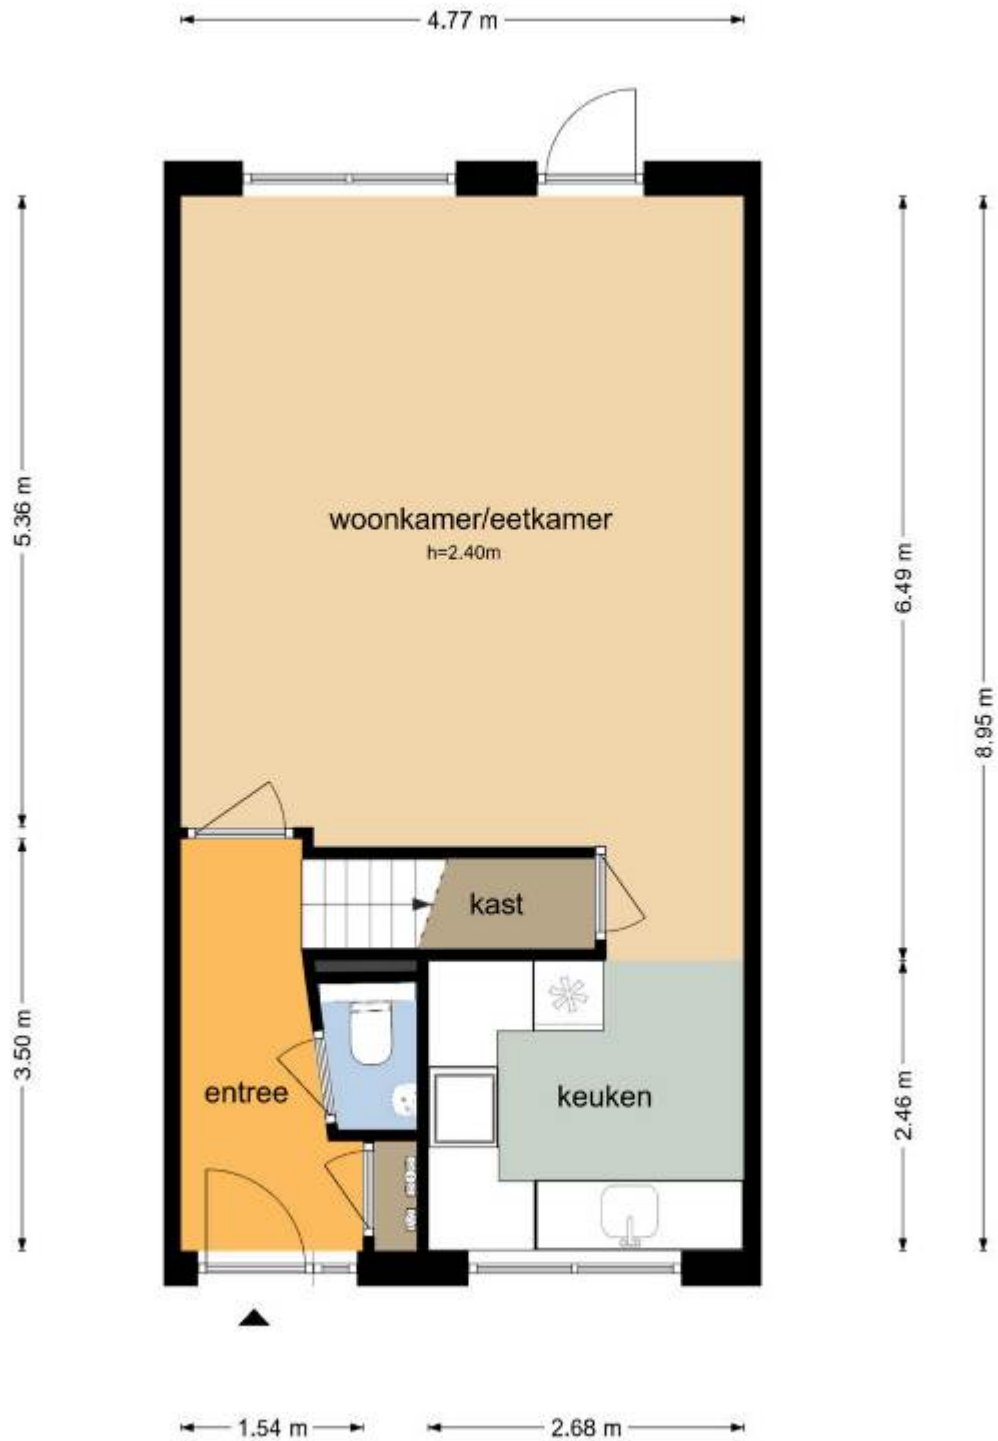 4.77 m
5.36 m
woonkamer/eetkamer
h=2.40m
6.49 m
8.95 m
kast
3.50 m
entree
keuken
2.46 m
1.54 m
2.68 m